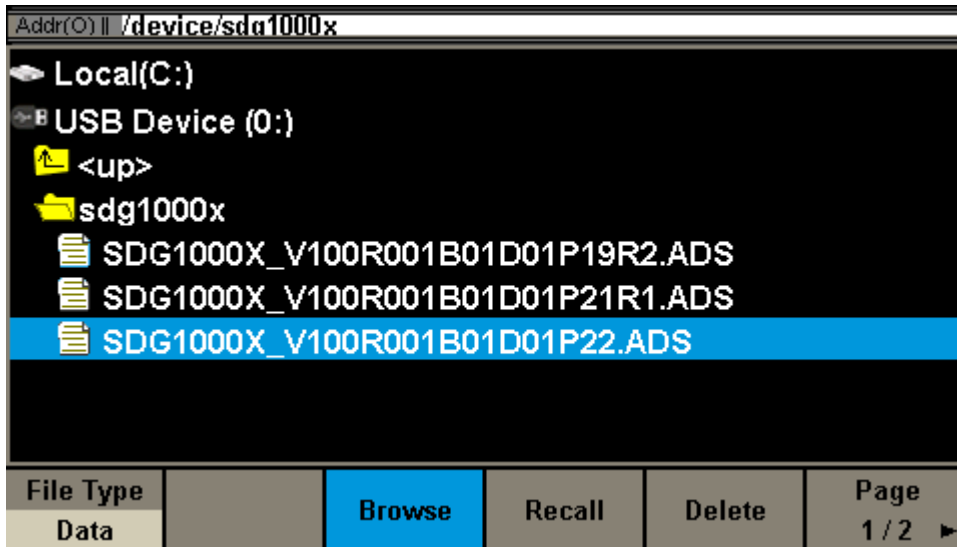 Addr(O) || /device/sdg1000x
Local(C:)
USB Device (0:)
<up>
sdg1000x
SDG1000X_V100R001B01D01P19R2.ADS
SDG1000X_V100R001B01D01P21R1.ADS
SDG1000X_V100R001B01D01P22.ADS
File Type
Data
Browse
Recall
Delete
Page
1/2 ►